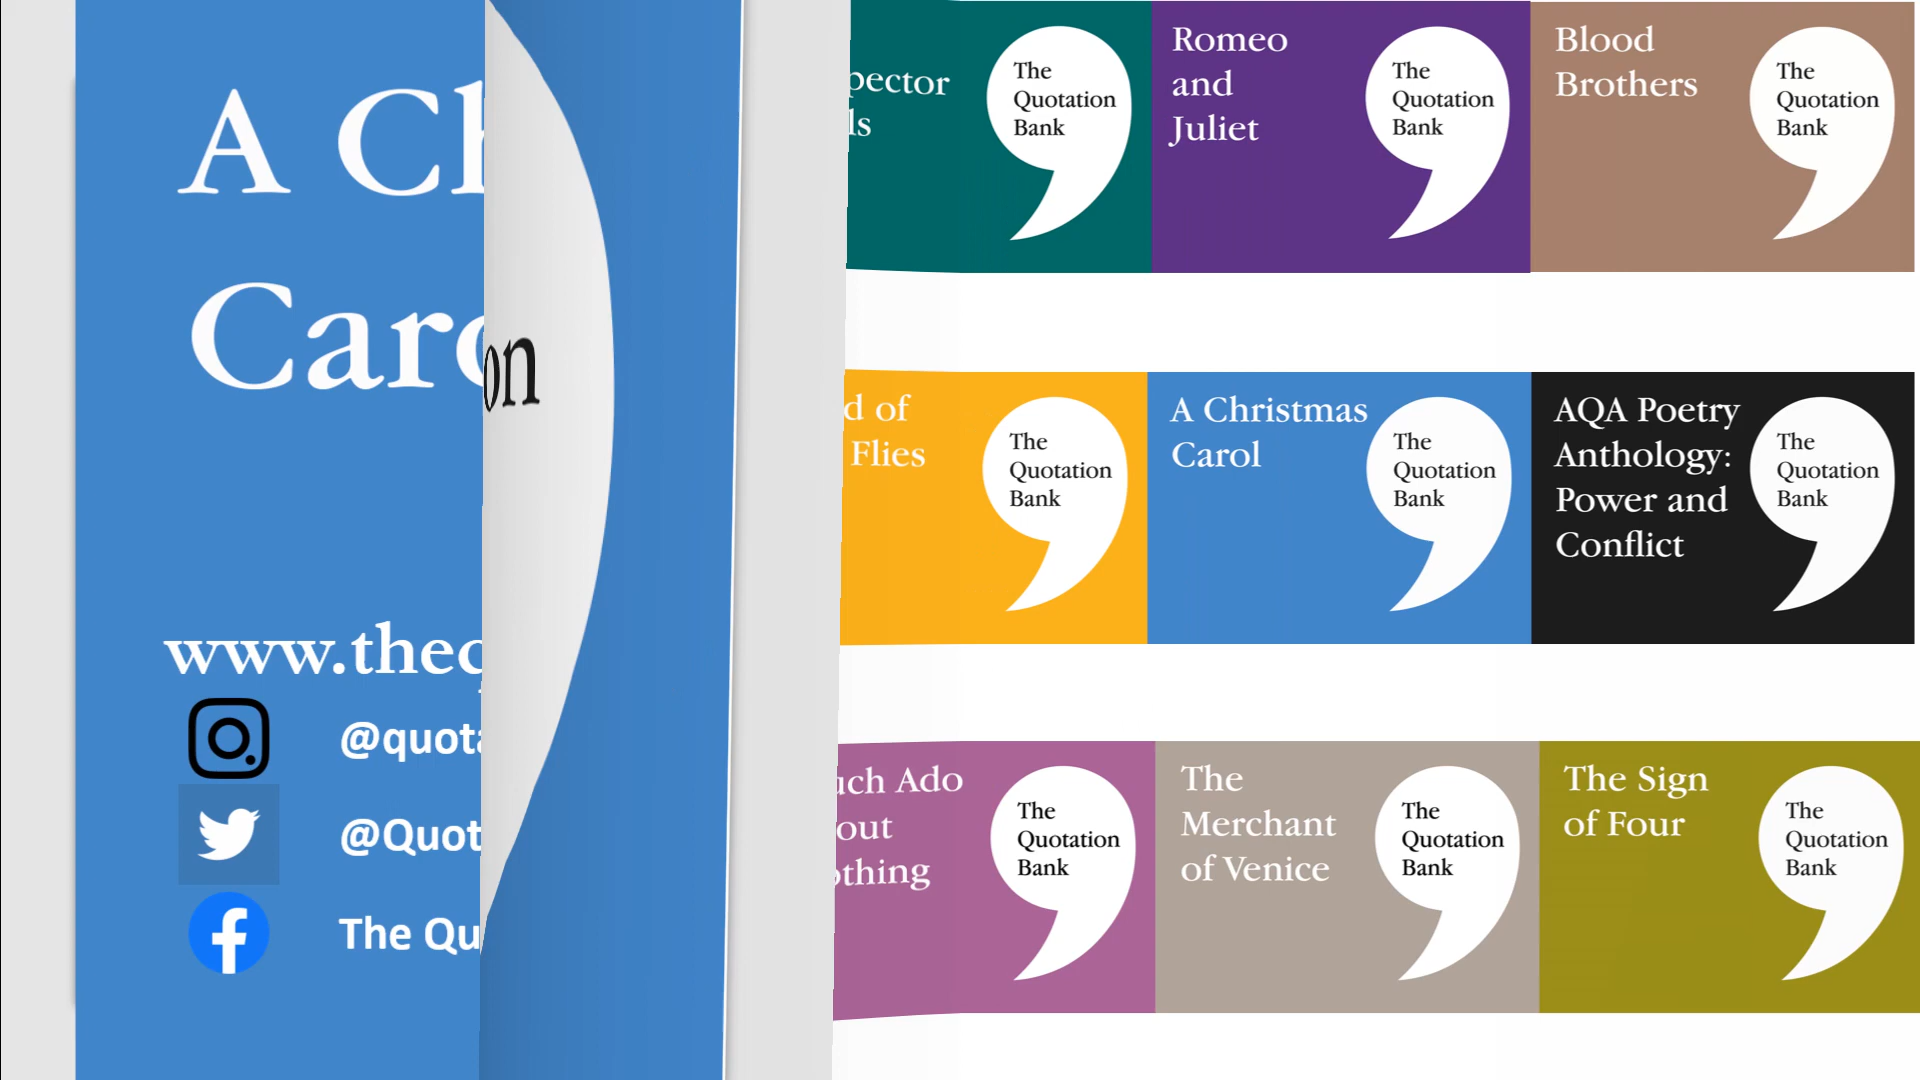 A Ch
Caro
www.theq
@quota
@Quot
The Qu
on
pector
ls
The
Quotation
Bank
Romeo
and
Juliet
The
Quotation
Bank
Blood
Brothers
The
Quotation
Bank
d of
Flies
The
Quotation
Bank
A Christmas
Carol
The
Quotation
Bank
AQA Poetry
Anthology:
Power and
Conflict
The
Quotation
Bank
uch Ado
out
othing
The
Quotation
Bank
The
Merchant
of Venice
The
Quotation
Bank
The Sign
of Four
The
Quotation
Bank